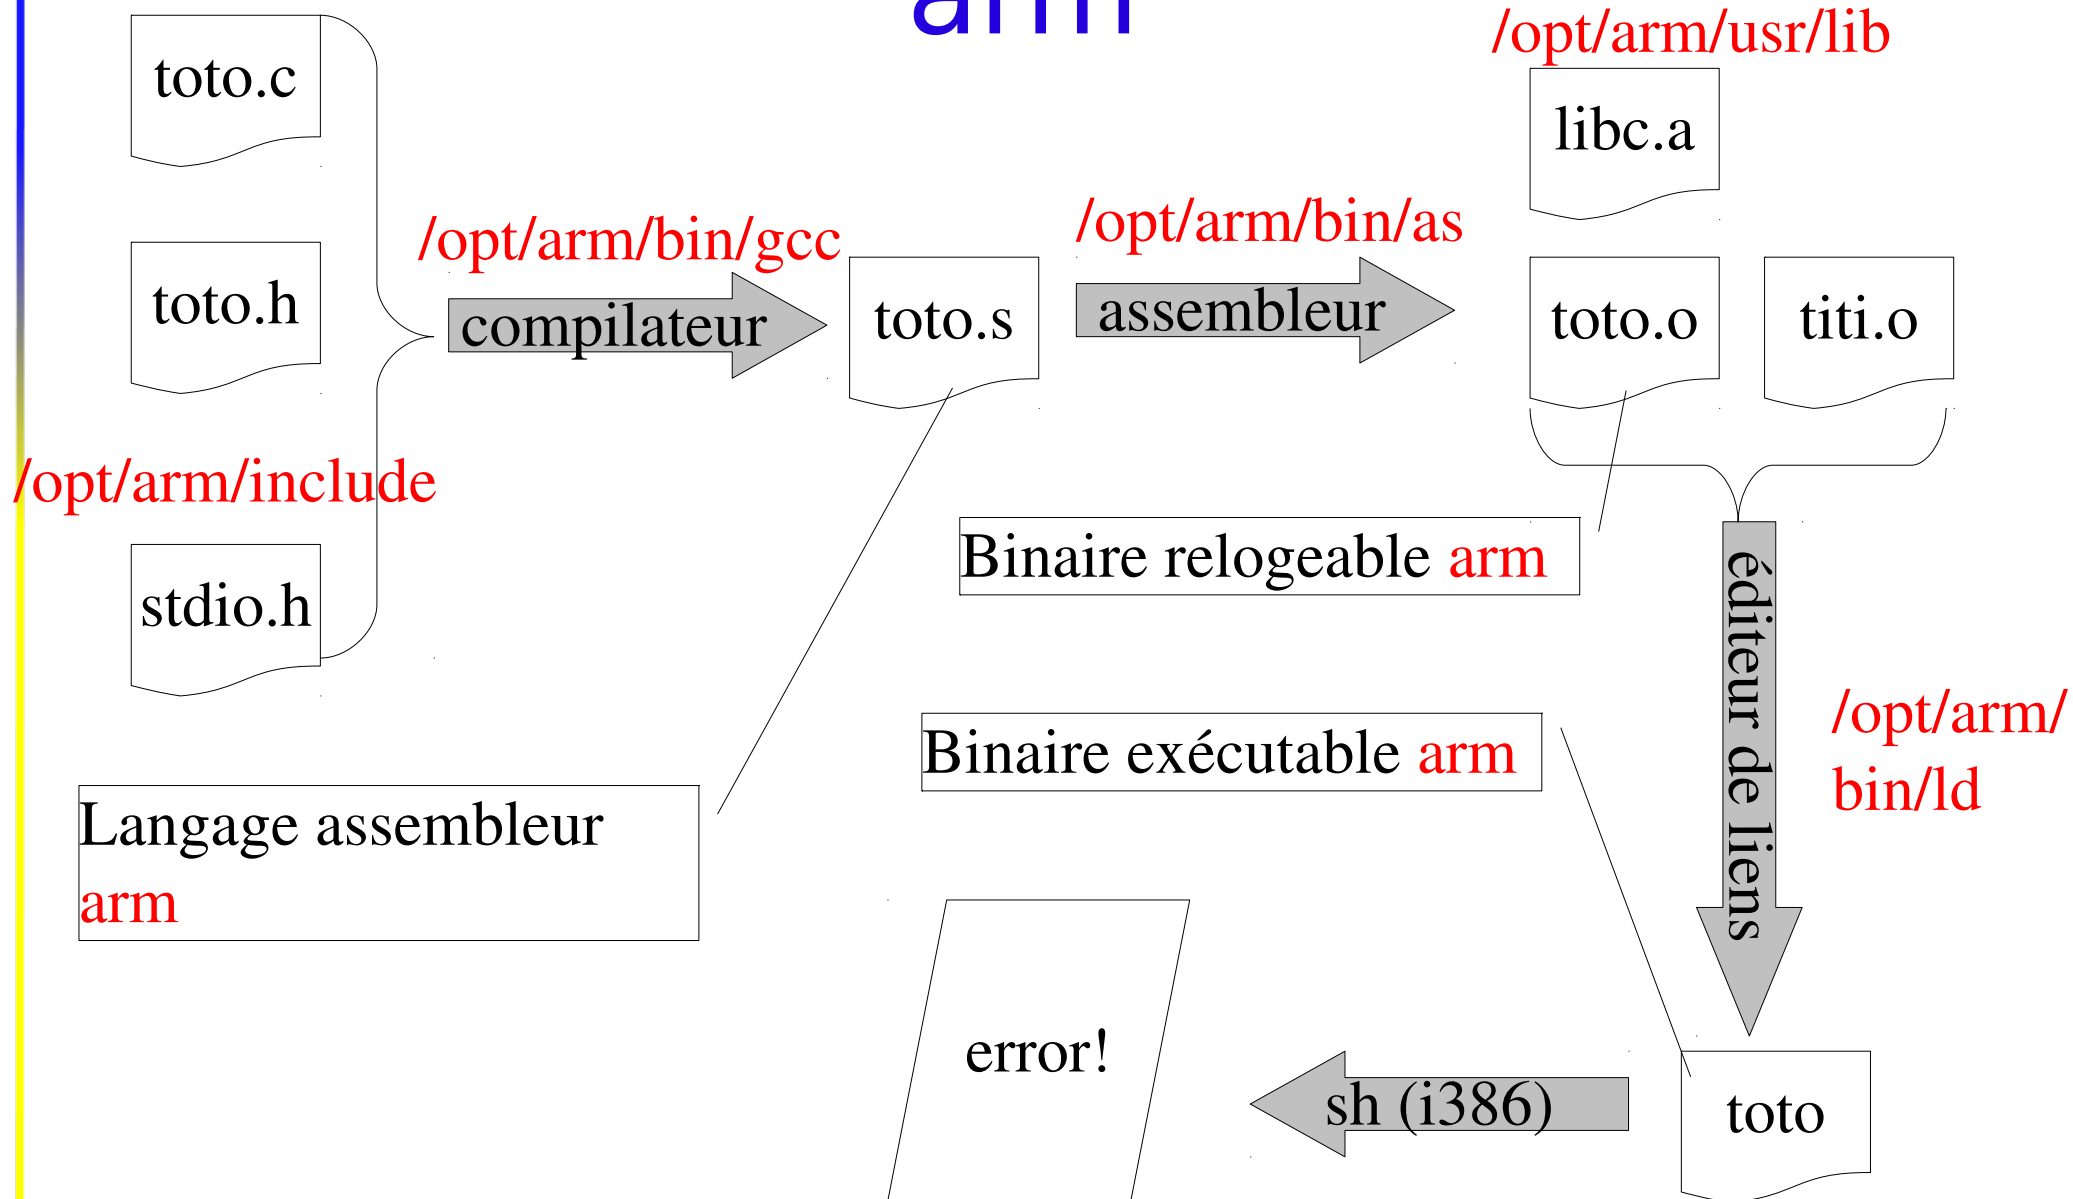 arm
/opt/arm/usr/lib
toto.c
libc.a
/opt/arm/bin/gcc
/opt/arm/bin/as
toto.h
compilateur
toto.s
assembleur
toto.o
titi.o
/opt/arm/include
stdio.h
Binaire relogeable arm
éditeur de liens
/opt/arm/
bin/ld
Binaire exécutable arm
Langage assembleur
arm
error!
sh (i386)
toto